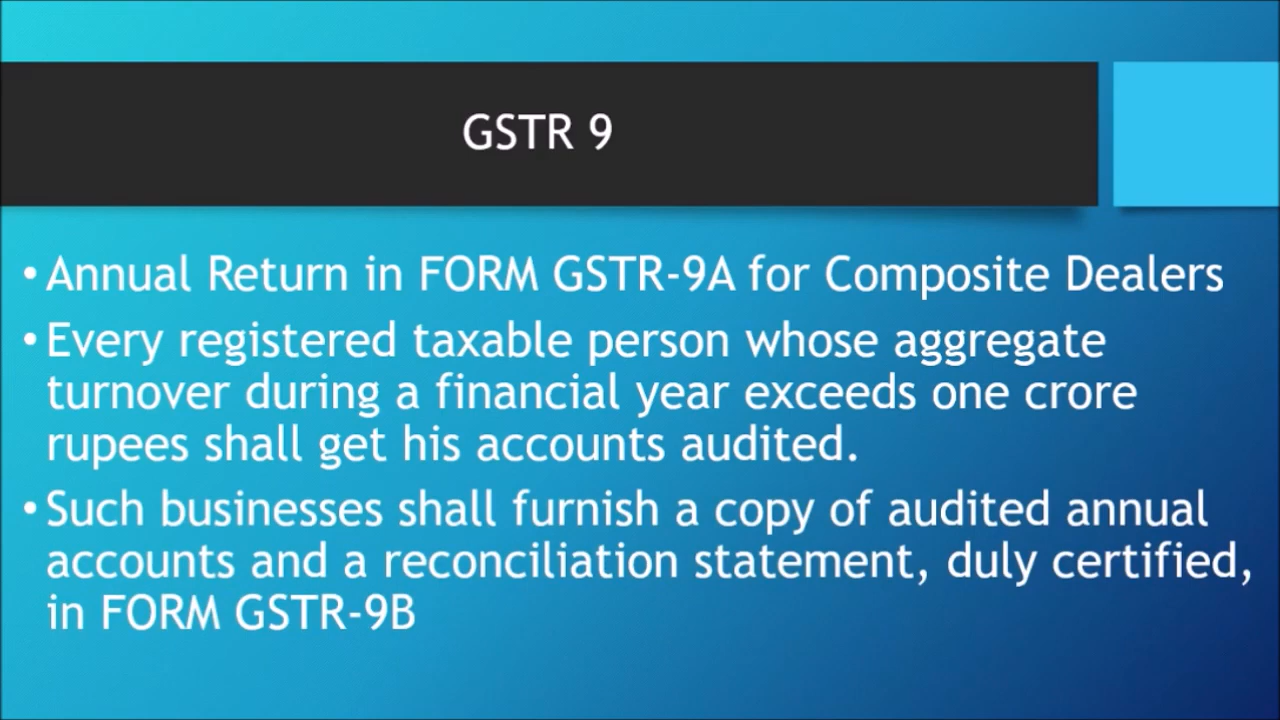 GSTR 9
• Annual Return in FORM GSTR-9A for Composite Dealers
• Every registered taxable person whose aggregate
turnover during a financial year exceeds one crore
rupees shall get his accounts audited.
• Such businesses shall furnish a copy of audited annual
accounts and a reconciliation statement, duly certified,
in FORM GSTR-9B